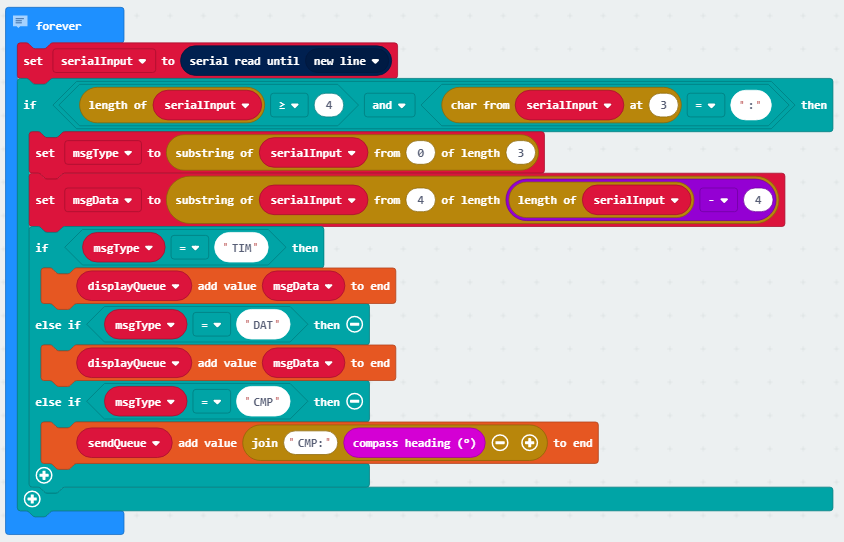 forever
set serialInput to serial read until new line
if length of serialInput ≥ 4 and char from serialInput at 3 = ":" then
set msgType to substring of serialInput from 0 of length 3
set msgData to substring of serialInput from 4 of length length of serialInput - 4
if msgType = "TIM" then
displayQueue add value msgData to end
else if msgType = "DAT" then
displayQueue add value msgData to end
else if msgType = "CMP" then
sendQueue add value join "CMP:" compass heading (º) to end